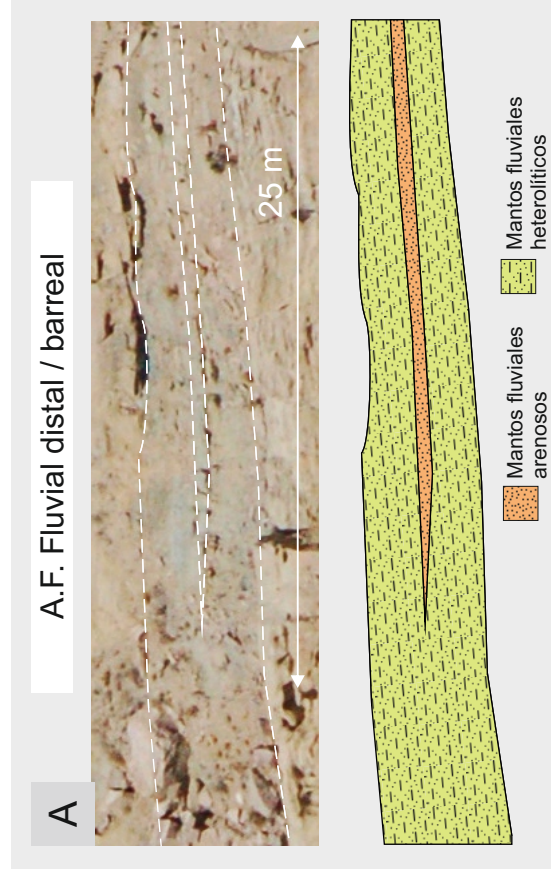 A
A.F. Fluvial distal / barreal
25 m
Mantos fluviales
arenosos
Mantos fluviales
heterolíticos